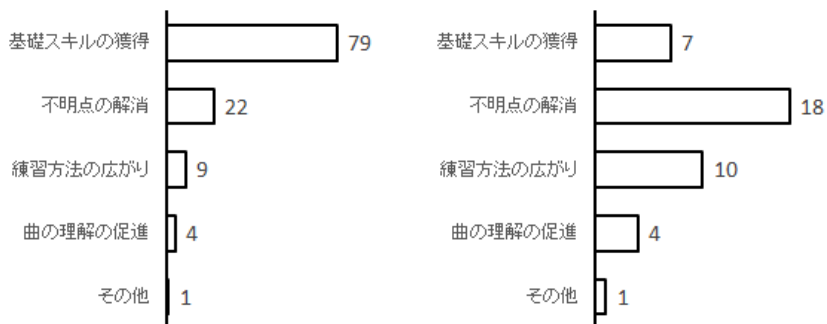 基礎スキルの獲得 79
不明点の解消 22
練習方法の広がり 9
曲の理解の促進 4
その他 1
基礎スキルの獲得 7
不明点の解消 18
練習方法の広がり 10
曲の理解の促進 4
その他 1